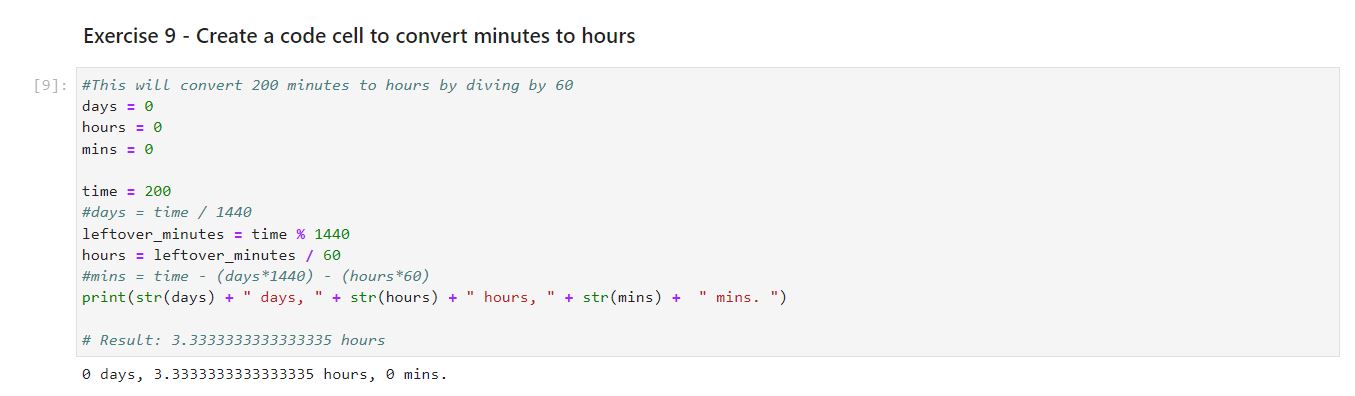 Exercise 9 - Create a code cell to convert minutes to hours
[9]:
#This will convert 200 minutes to hours by diving by 60
days = 0
hours = 0
mins = 0
time = 200
#days = time / 1440
leftover_minutes = time % 1440
hours = leftover_minutes / 60
#mins = time - (days*1440) - (hours*60)
print(str(days) + " days, " + str(hours) + " hours, " + str(mins) +  " mins. ")
# Result: 3.3333333333333335 hours
0 days, 3.3333333333333335 hours, 0 mins.